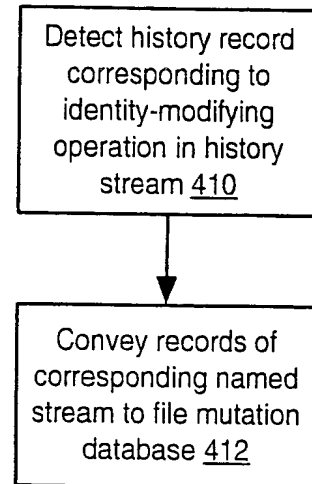 Detect history record
corresponding to
identity-modifying
operation in history
stream 410
Convey records of
corresponding named
stream to file mutation
database 412